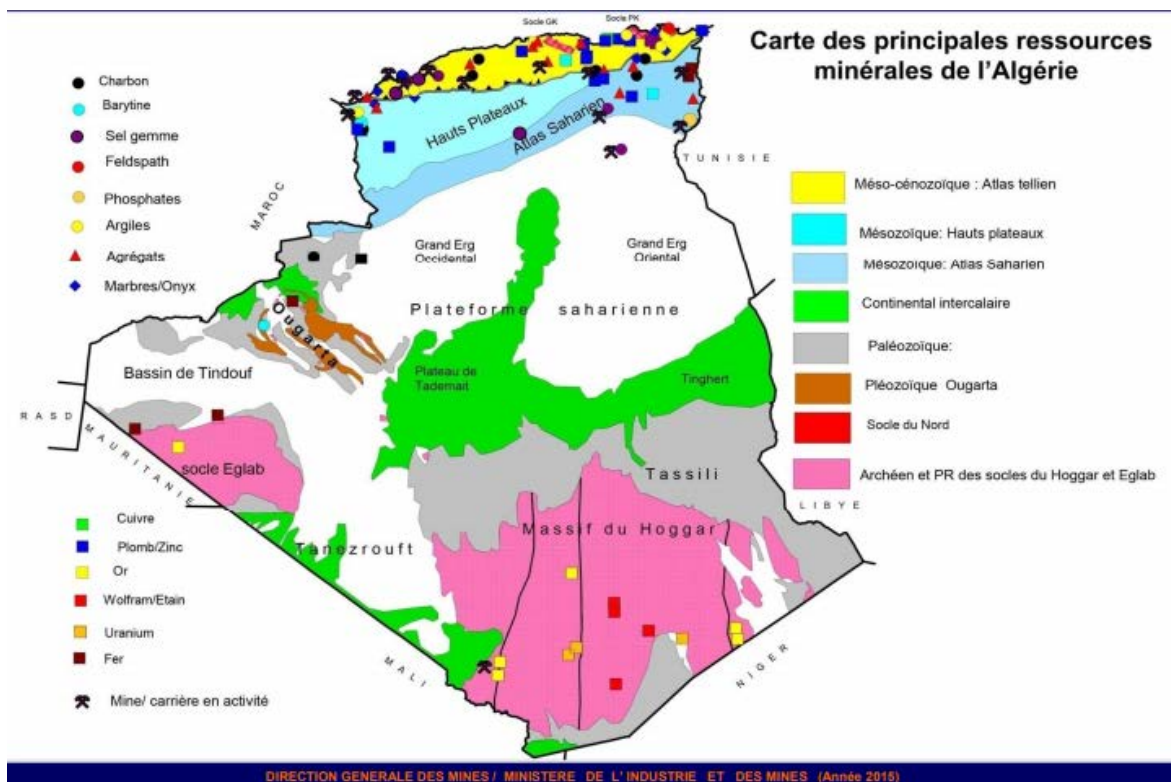 Socle GK
Socle PK
Carte des principales ressources
minérales de l'Algérie
Charbon
Barytine
Sel gemme
Feldspath
Phosphates
Argiles
Agrégats
Marbres/Onyx
Hauts Plateaux
Atlas Saharien
TUNISIE
MAROC
Méso-cénozoïque : Atlas tellien
Mésozoïque: Hauts plateaux
Mésozoïque: Atlas Saharien
Continental intercalaire
Paléozoïque:
Pléozoïque Ougarta
Socle du Nord
Archéen et PR des socles du Hoggar et Eglab
Grand Erg
Occidental
Grand Erg
Oriental
Plateforme saharienne
Ougarta
Bassin de Tindouf
Plateau de
Tademait
Tinghert
RASD
MAURITANIE
socle Eglab
Tassili
LIBYE
Massif du Hoggar
Tanezrouft
Cuivre
Plomb/Zinc
Or
Wolfram/Etain
Uranium
Fer
Mine/ carrière en activité
MALI
NIGER
DIRECTION GENERALE DES MINES / MINISTERE DE L' INDUSTRIE ET DES MINES (Année 2015)